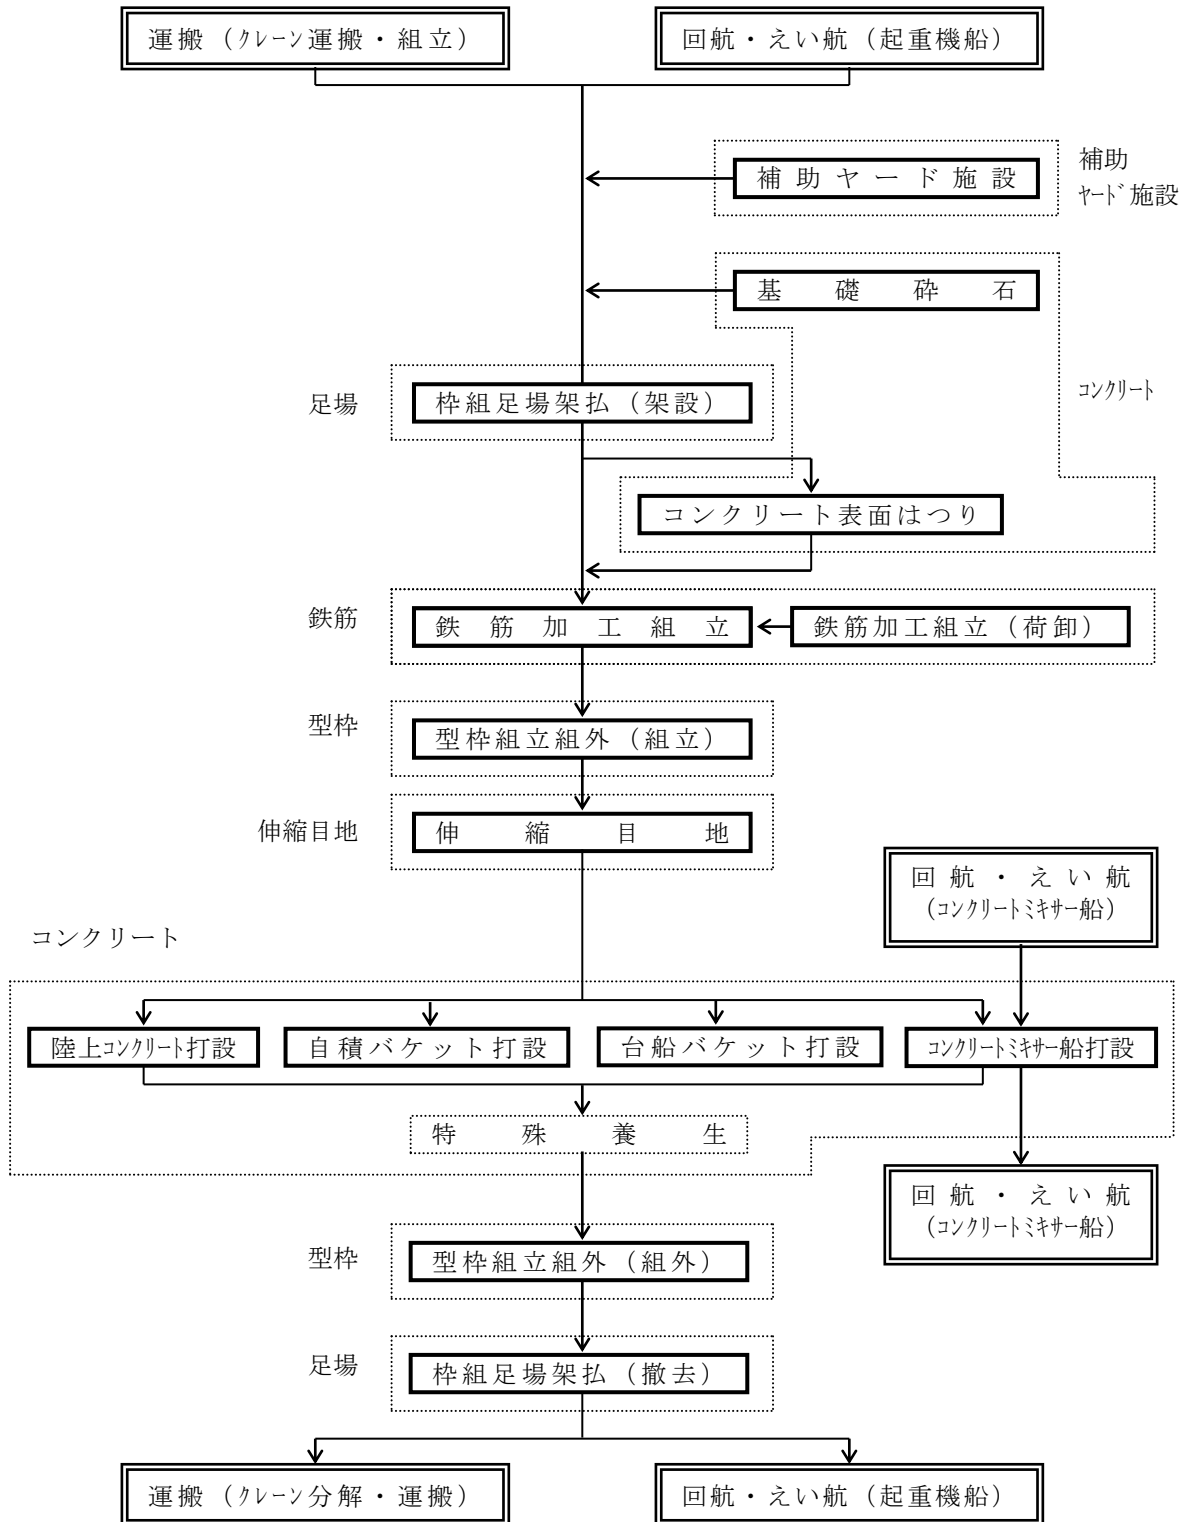 運搬（ｸﾚｰﾝ運搬・組立）
回航・えい航（起重機船）
補助ヤード施設
補助
ﾔｰﾄﾞ施設
基礎砕石
足場
枠組足場架払（架設）
ｺﾝｸﾘｰﾄ
コンクリート表面はつり
鉄筋
鉄筋加工組立
鉄筋加工組立（荷卸）
型枠
型枠組立組外（組立）
伸縮目地
伸縮目地
回航・えい航
（ｺﾝｸﾘｰﾄﾐｷｻｰ船）
コンクリート
陸上ｺﾝｸﾘｰﾄ打設
自積バケット打設
台船バケット打設
ｺﾝｸﾘｰﾄﾐｷｻｰ船打設
特殊養生
回航・えい航
（ｺﾝｸﾘｰﾄﾐｷｻｰ船）
型枠
型枠組立組外（組外）
足場
枠組足場架払（撤去）
運搬（ｸﾚｰﾝ分解・運搬）
回航・えい航（起重機船）